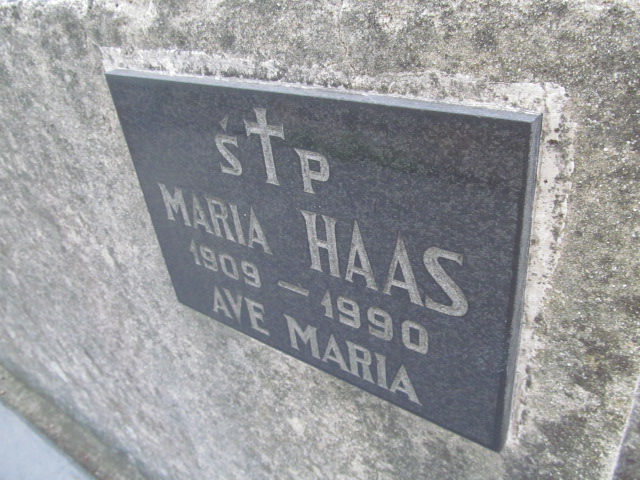 Ś✝P
MARIA HAAS
1909 - 1990
AVE MARIA